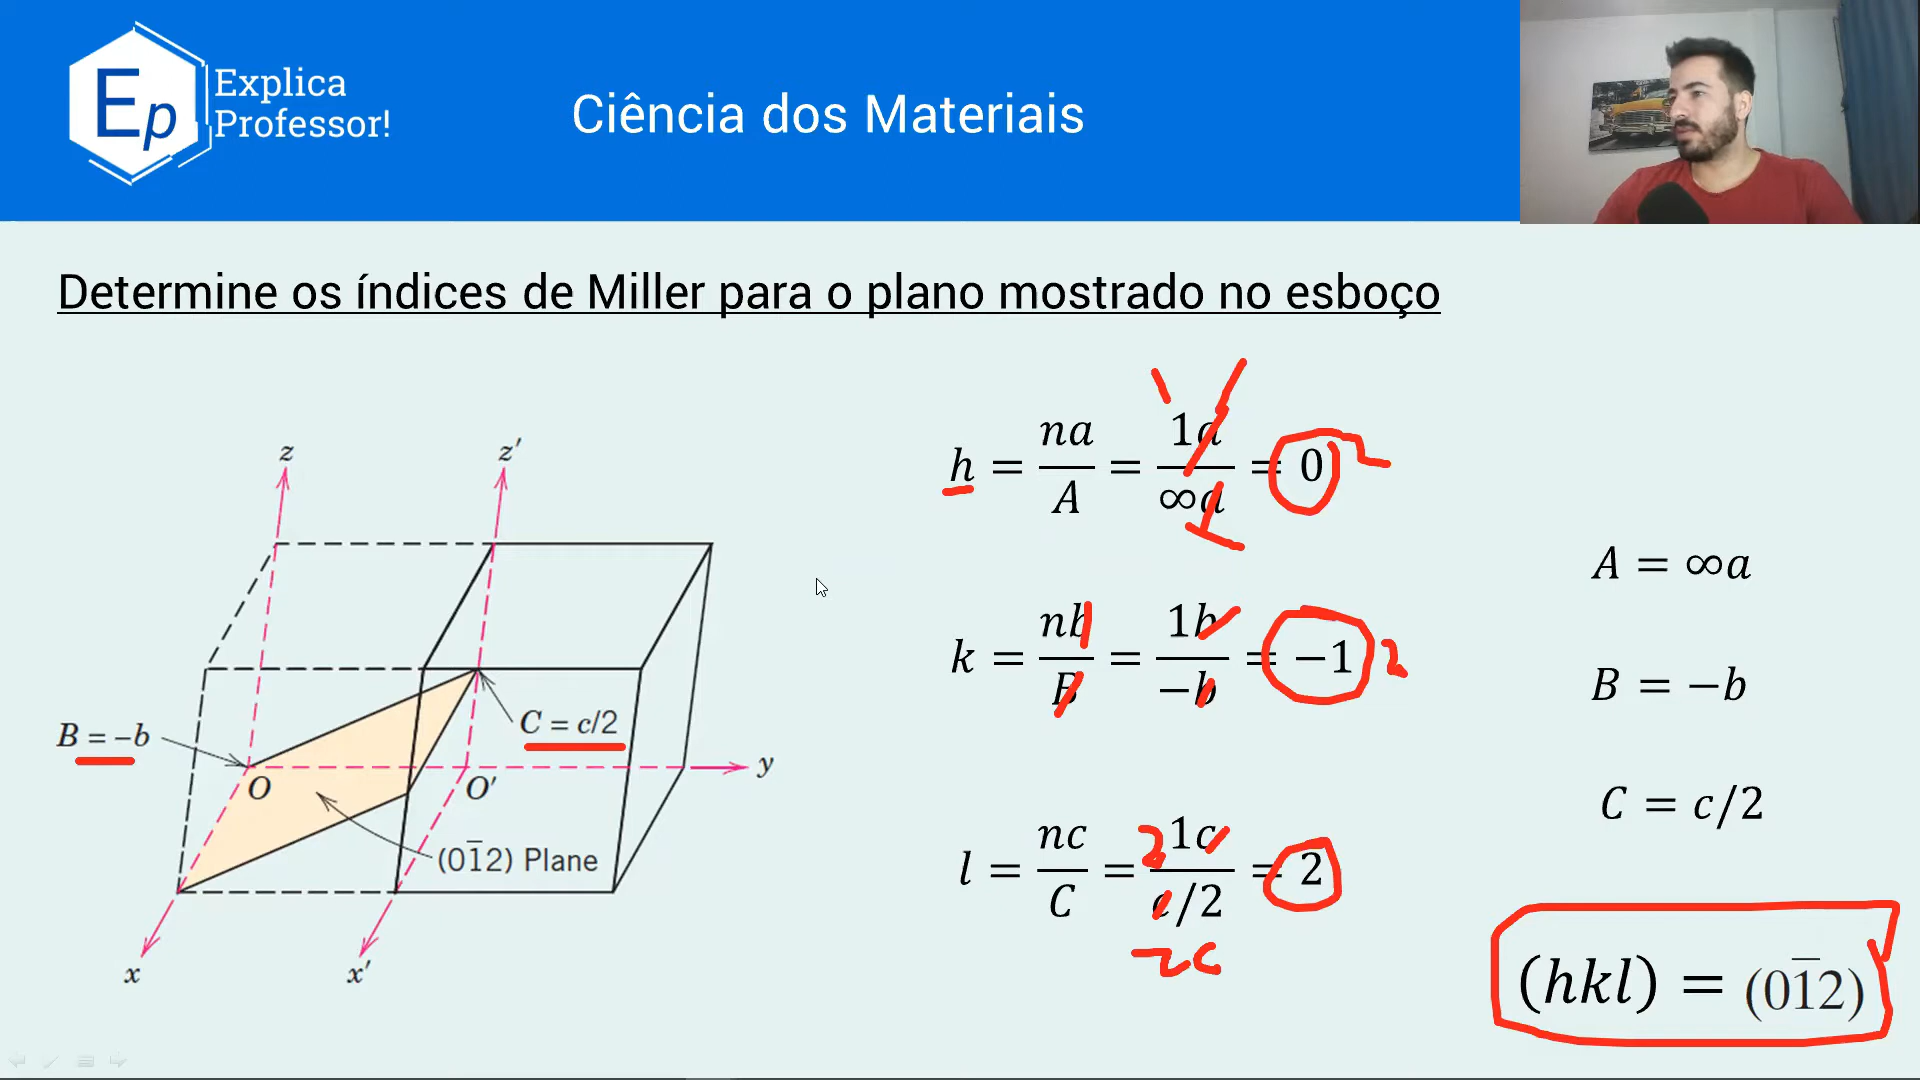 Ep
Explica
Professor!
Ciência dos Materiais
Determine os índices de Miller para o plano mostrado no esboço
z
z′
B = −b
C = c/2
O
O′
y
(01̅2) Plane
x
x′
h = na/A = 1a/∞a = 0
k = nb/B = 1b/−b = −1
l = nc/C = 1c/c/2 = 2
A = ∞a
B = −b
C = c/2
(hkl) = (01̅2)